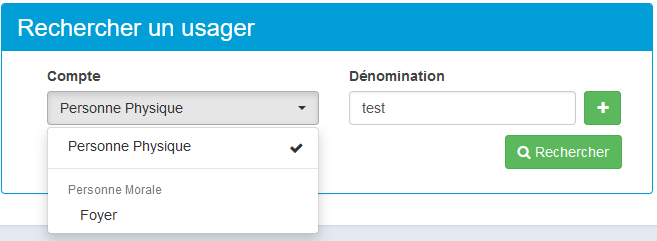 Rechercher un usager
Compte
Dénomination
Personne Physique
test
Personne Physique
Rechercher
Personne Morale
Foyer